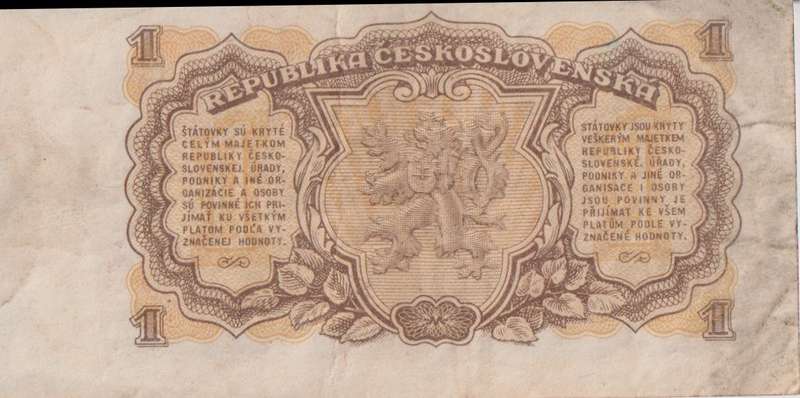 1
1
REPUBLIKA ČESKOSLOVENSKÁ
ŠTÁTOVKY SÚ KRYTÉ
CELÝM MAJETKOM
REPUBLIKY ČESKO-
SLOVENSKEJ. ÚRADY,
PODNIKY A INÉ OR-
GANIZÁCIE A OSOBY
SÚ POVINNÉ ICH PRI-
JÍMAŤ KU VŠETKÝM
PLATOM PODĽA VY-
ZNAČENEJ HODNOTY.
STÁTOVKY JSOU KRYTY
VEŠKERÝM MAJETKEM
REPUBLIKY ČESKO-
SLOVENSKÉ. ÚŘADY,
PODNIKY A JINÉ OR-
GANISACE I OSOBY
JSOU POVINNY JE
PŘIJÍMAT KE VŠEM
PLATŮM PODLE VY-
ZNAČENÉ HODNOTY.
1
1